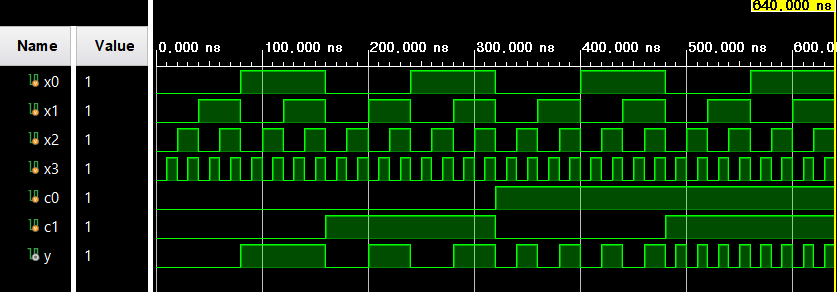 640.000 ns
Name Value
0.000 ns 100.000 ns 200.000 ns 300.000 ns 400.000 ns 500.000 ns 600.0
x0 1
x1 1
x2 1
x3 1
c0 1
c1 1
y 1